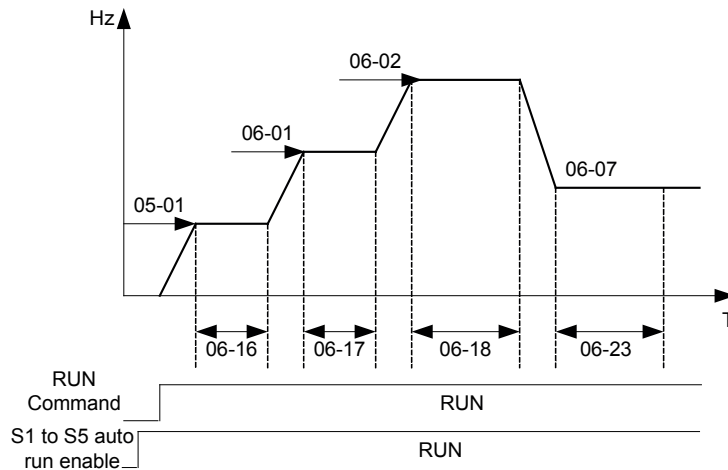 Hz
06-02
06-01
06-07
05-01
T
06-16
06-17
06-18
06-23
RUN
Command
RUN
S1 to S5 auto
run enable
RUN